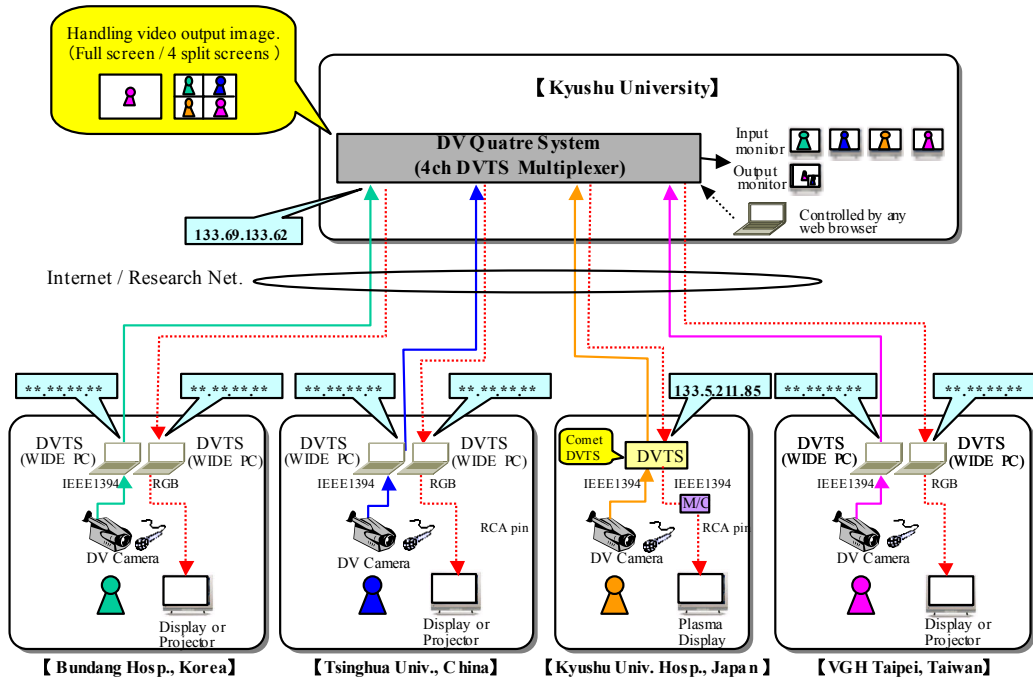 Handling video output image.
(Full screen / 4 split screens )
【 Kyushu University】
DV Quatre System
(4ch DVTS Multiplexer)
Input
monitor
Output
monitor
Controlled by any
web browser
133.69.133.62
Internet / Research Net.
**.**.**.**
**.**.**.**
**.**.**.**
**.**.**.**
133.5.211.85
**.**.**.**
**.**.**.**
DVTS
(WIDE PC)
DVTS
(WIDE PC)
IEEE1394
RGB
DV Camera
Display or
Projector
【 Bundang Hosp., Korea】
DVTS
(WIDE PC)
DVTS
(WIDE PC)
IEEE1394
RGB
RCA pin
DV Camera
Display or
Projector
【 Tsinghua Univ., China】
Comet
DVTS
DVTS
IEEE1394
IEEE1394
M/C
RCA pin
DV Camera
Plasma
Display
【 Kyushu Univ. Hosp., Japan 】
DVTS
(WIDE PC)
DVTS
(WIDE PC)
IEEE1394
RGB
DV Camera
Display or
Projector
【 VGH Taipei, Taiwan】